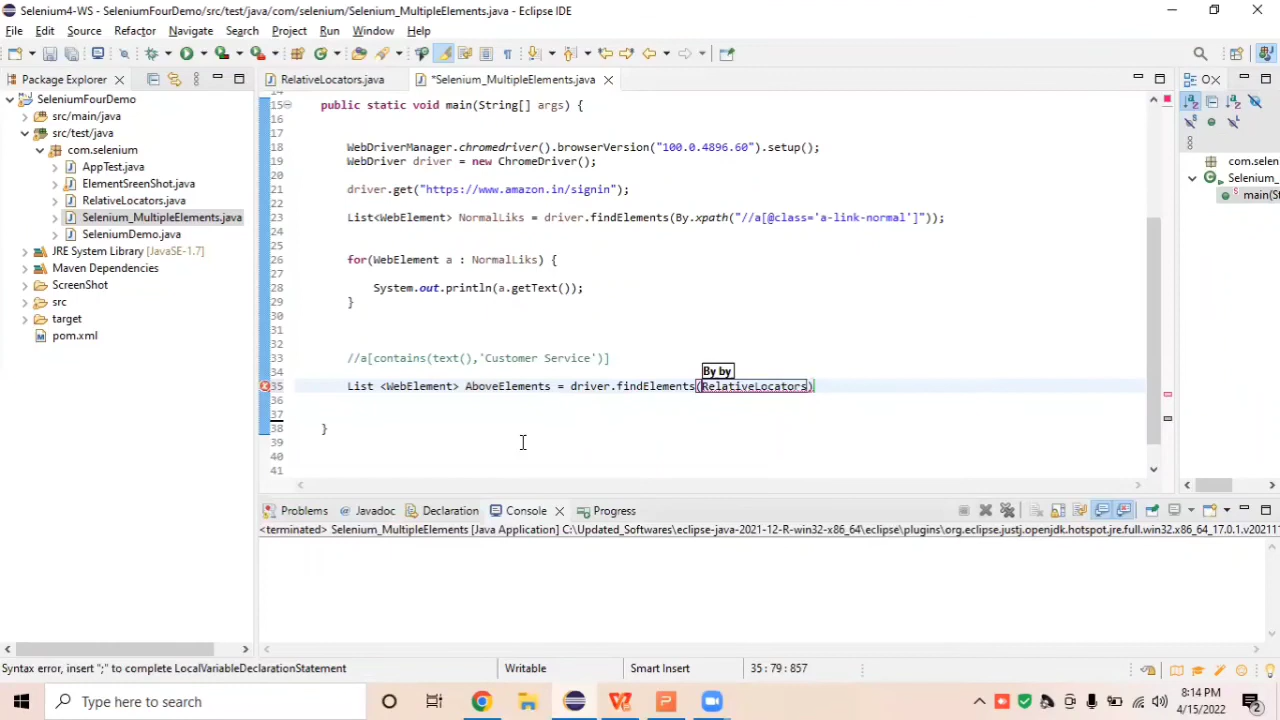 Selenium4-WS - SeleniumFourDemo/src/test/java/com/selenium/Selenium_MultipleElements.java - Eclipse IDE
File Edit Source Refactor Navigate Search Project Run Window Help
Package Explorer
RelativeLocators.java
*Selenium_MultipleElements.java
SeleniumFourDemo
src/main/java
src/test/java
com.selenium
AppTest.java
ElementSreenShot.java
RelativeLocators.java
Selenium_MultipleElements.java
SeleniumDemo.java
JRE System Library [JavaSE-1.7]
Maven Dependencies
ScreenShot
src
target
pom.xml
14
15 public static void main(String[] args) {
16
17
18 WebDriverManager.chromedriver().browserVersion("100.0.4896.60").setup();
19 WebDriver driver = new ChromeDriver();
20
21 driver.get("https://www.amazon.in/signin");
22
23 List<WebElement> NormalLiks = driver.findElements(By.xpath("//a[@class='a-link-normal']"));
24
25
26 for(WebElement a : NormalLiks) {
27
28 System.out.println(a.getText());
29 }
30
31
32
33 //a[contains(text(),'Customer Service')]
34
By by
35 List <WebElement> AboveElements = driver.findElements(RelativeLocators)
36
37
38 }
39
40
41
com.selen
Selenium_
main(S
Problems Javadoc Declaration Console Progress
<terminated> Selenium_MultipleElements [Java Application] C:\Updated_Softwares\eclipse-java-2021-12-R-win32-x86_64\eclipse\plugins\org.eclipse.justj.openjdk.hotspot.jre.full.win32.x86_64_17.0.1.v20211
Syntax error, insert ";" to complete LocalVariableDeclarationStatement
Writable
Smart Insert
35 : 79 : 857
Type here to search
8:14 PM
4/15/2022
2